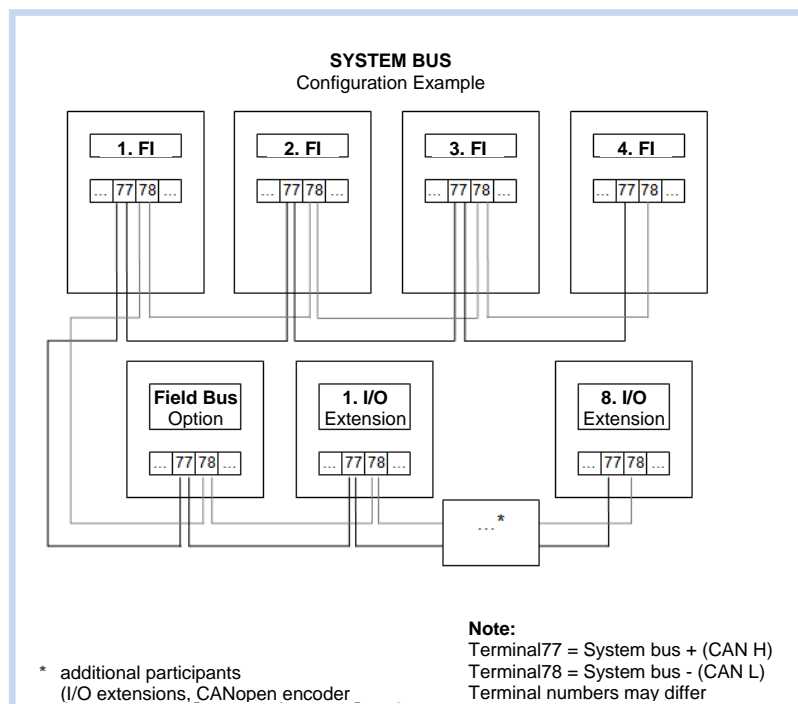 SYSTEM BUS
Configuration Example
1. FI
2. FI
3. FI
4. FI
... 77 78 ...
... 77 78 ...
... 77 78 ...
... 77 78 ...
Field Bus
Option
1. I/O
Extension
8. I/O
Extension
... 77 78 ...
... 77 78 ...
... 77 78 ...
...*
* additional participants
(I/O extensions, CANopen encoder
Note:
Terminal77 = System bus + (CAN H)
Terminal78 = System bus - (CAN L)
Terminal numbers may differ